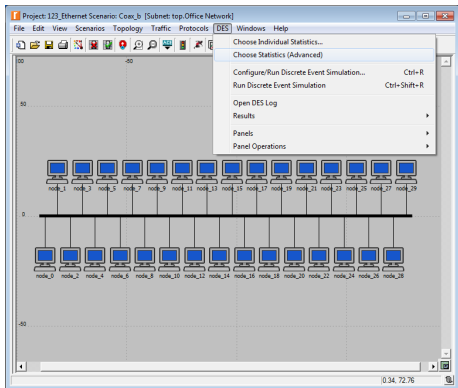 Project: 123_Ethernet Scenario: Coax_b [Subnet: top.Office Network]
File Edit View Scenarios Topology Traffic Protocols DES Windows Help
Choose Individual Statistics...
Choose Statistics (Advanced)
Configure/Run Discrete Event Simulation... Ctrl+R
Run Discrete Event Simulation Ctrl+Shift+R
Open DES Log
Results
Panels
Panel Operations
-50
50
node_1 node_3 node_5 node_7 node_9 node_11 node_13 node_15 node_17 node_19 node_21 node_23 node_25 node_27 node_29
0
node_0 node_2 node_4 node_6 node_8 node_10 node_12 node_14 node_16 node_18 node_20 node_22 node_24 node_26 node_28
-50
0.34, 72.76